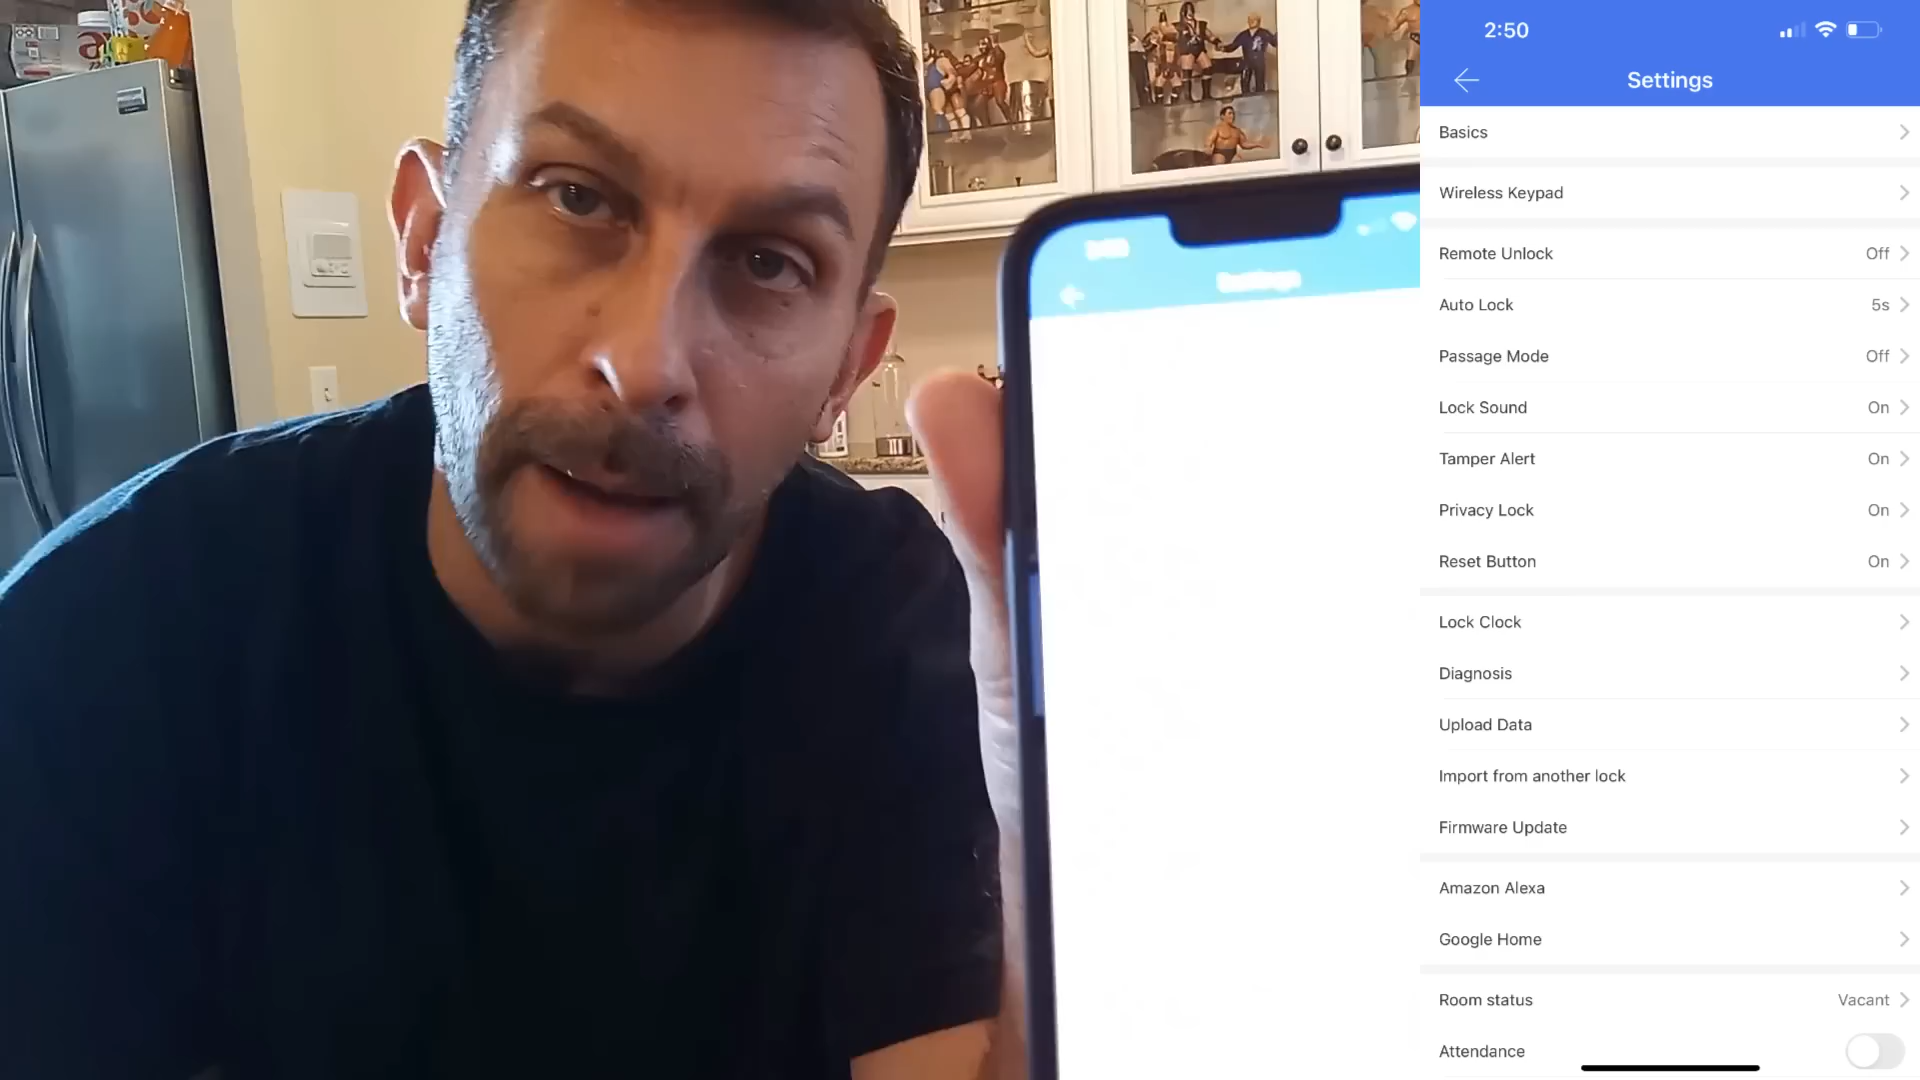 2:50
Settings
Basics
Wireless Keypad
Remote Unlock Off
Auto Lock 5s
Passage Mode Off
Lock Sound On
Tamper Alert On
Privacy Lock On
Reset Button On
Lock Clock
Diagnosis
Upload Data
Import from another lock
Firmware Update
Amazon Alexa
Google Home
Room status Vacant
Attendance
Settings